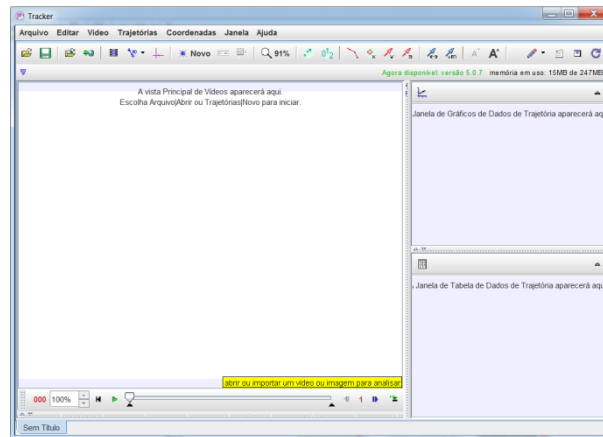 Tracker
Arquivo Editar Video Trajetórias Coordenadas Janela Ajuda
Novo 91%
Agora disponível: versão 5.0.7 memória em uso: 15MB de 247MB
A vista Principal de Vídeos aparecerá aqui.
Escolha Arquivo|Abrir ou Trajetórias|Novo para iniciar.
Janela de Gráficos de Dados de Trajetória aparecerá aq
Janela de Tabela de Dados de Trajetória aparecerá aqu
abrir ou importar um vídeo ou imagem para analisar
000 100% 1
Sem Título